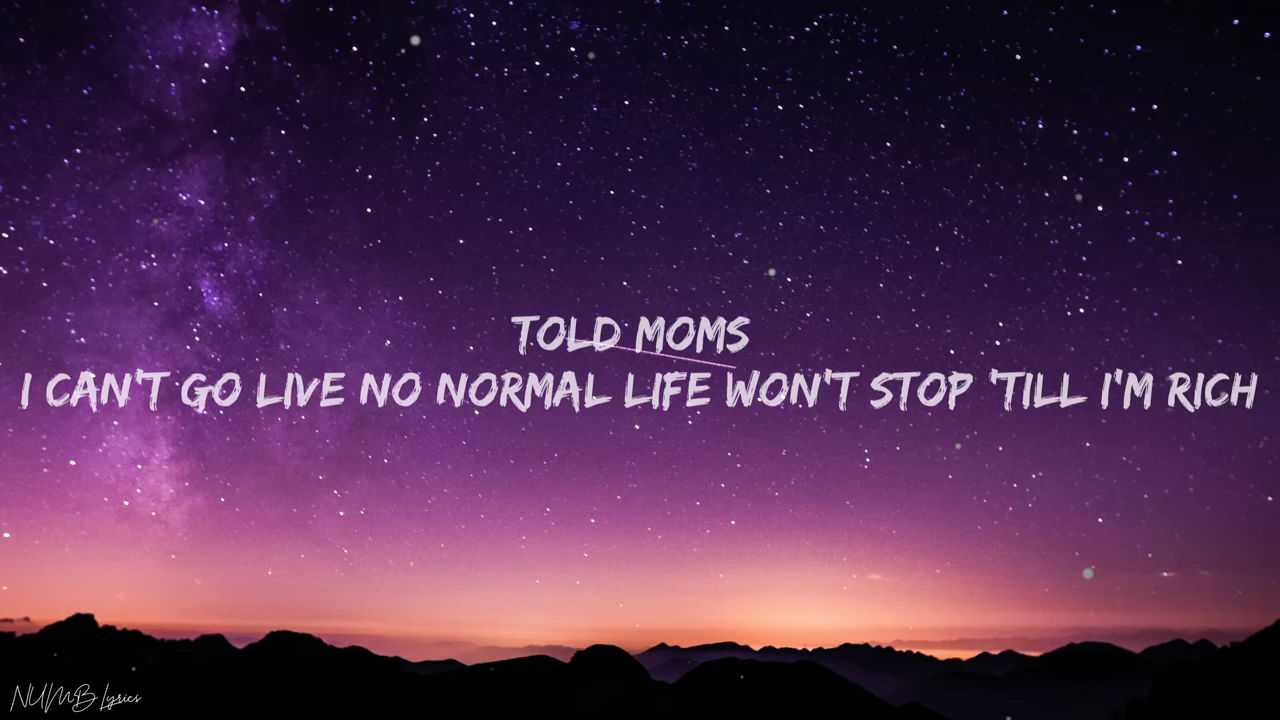 TOLD MOMS
I CAN'T GO LIVE NO NORMAL LIFE WON'T STOP 'TILL I'M RICH
NUMB Lyrics